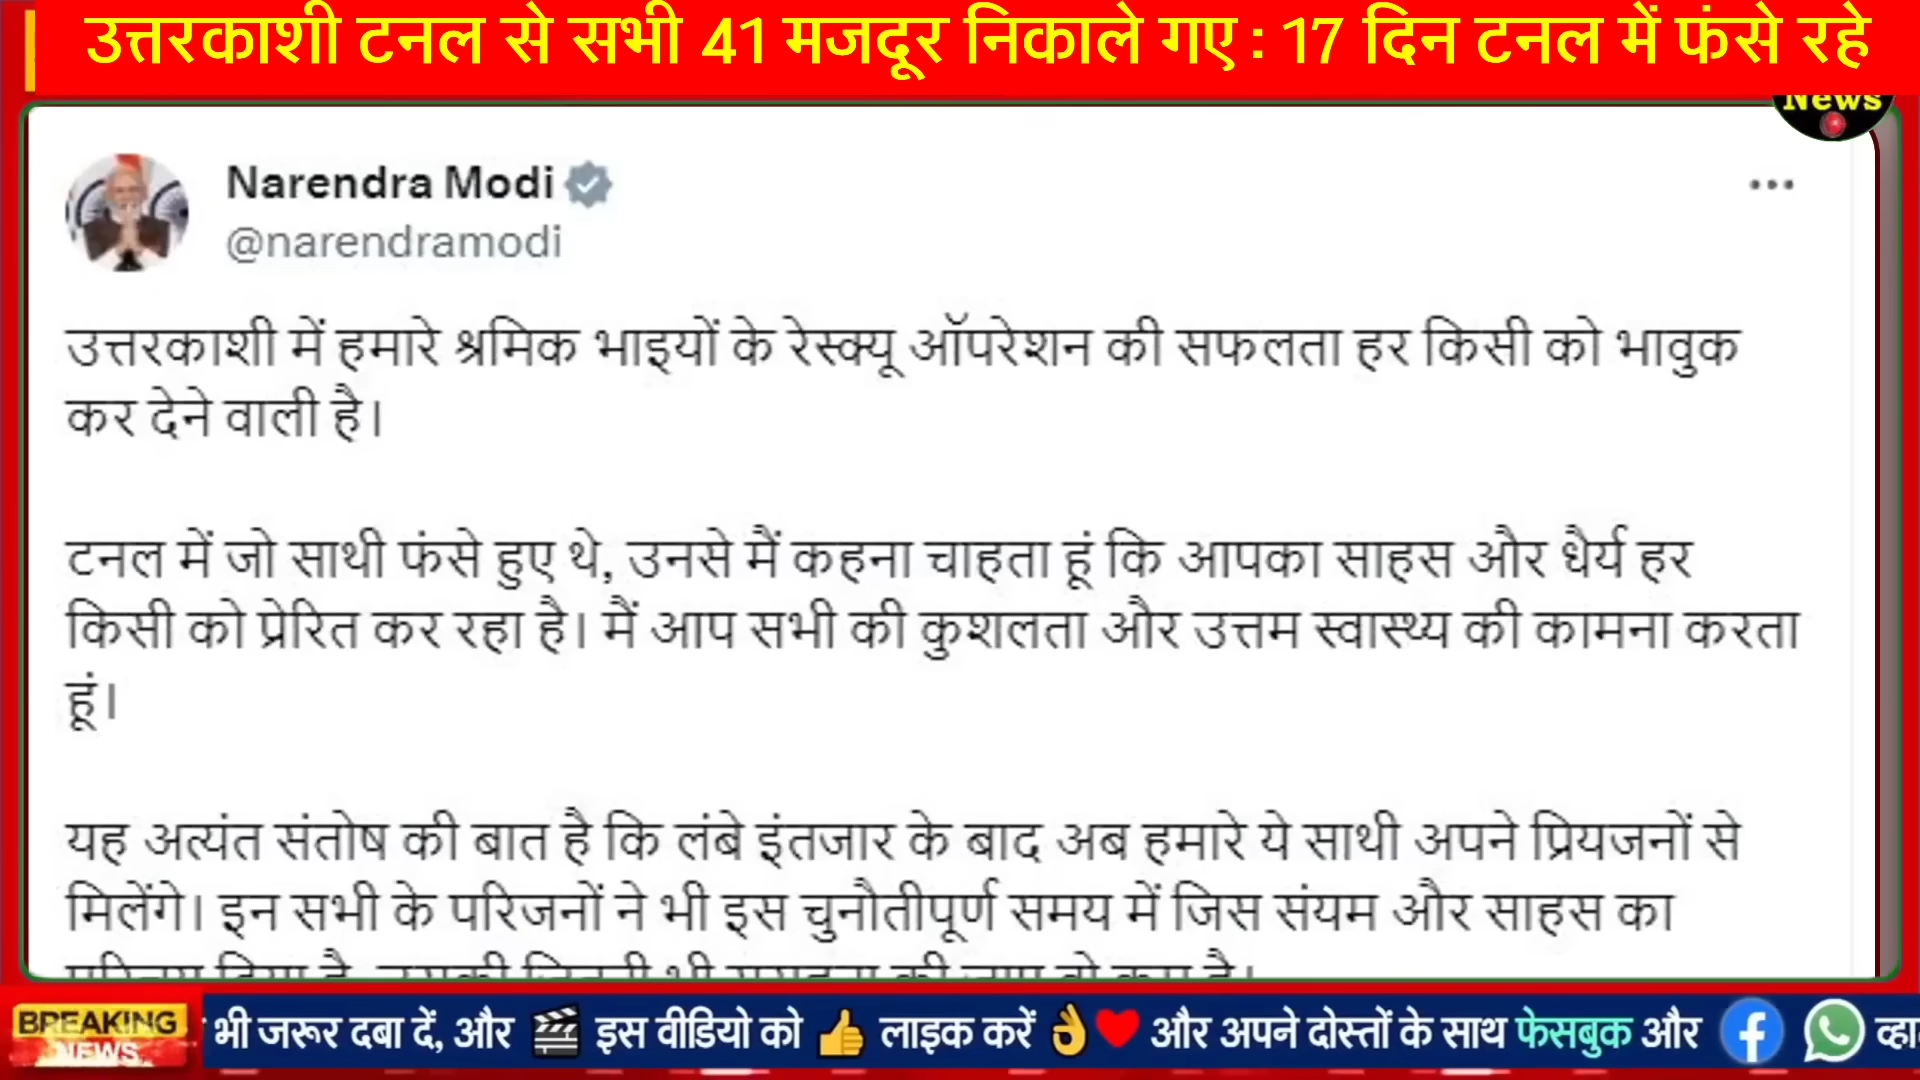 उत्तरकाशी टनल से सभी 41 मजदूर निकाले गए : 17 दिन टनल में फंसे रहे
News
Narendra Modi
@narendramodi
उत्तरकाशी में हमारे श्रमिक भाइयों के रेस्क्यू ऑपरेशन की सफलता हर किसी को भावुक
कर देने वाली है।
टनल में जो साथी फंसे हुए थे, उनसे मैं कहना चाहता हूं कि आपका साहस और धैर्य हर
किसी को प्रेरित कर रहा है। मैं आप सभी की कुशलता और उत्तम स्वास्थ्य की कामना करता
हूं।
यह अत्यंत संतोष की बात है कि लंबे इंतजार के बाद अब हमारे ये साथी अपने प्रियजनों से
मिलेंगे। इन सभी के परिजनों ने भी इस चुनौतीपूर्ण समय में जिस संयम और साहस का
BREAKING
NEWS
भी जरूर दबा दें, और इस वीडियो को लाइक करें और अपने दोस्तों के साथ फेसबुक और